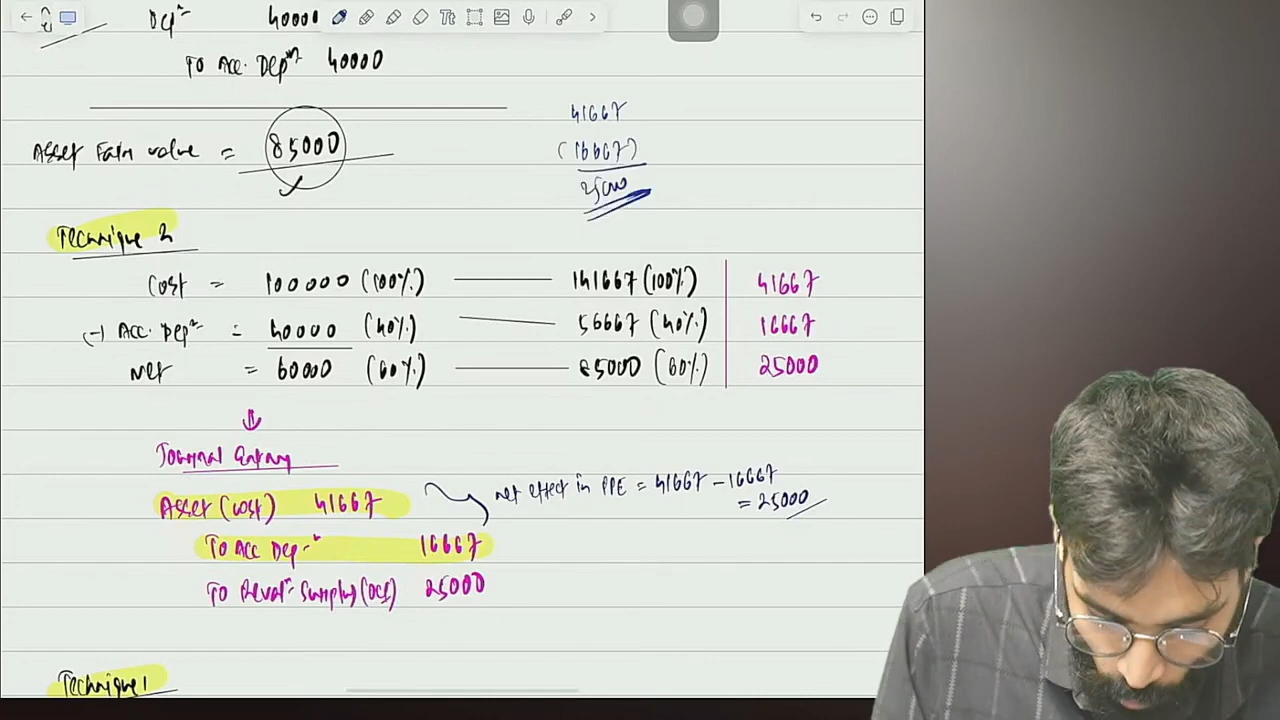 Depn 40000
To Acc. Depn 40000
Asset Fair value = 85000
41667
(16667)
25000
Technique 2
Cost = 100000 (100%) 141667 (100%) 41667
(-) Acc. Depn = 40000 (40%) 56667 (40%) 16667
Net = 60000 (60%) 85000 (60%) 25000
Journal Entry
Asset (Cost) 41667
To Acc Depn 16667
To Revaln Surplus (OCI) 25000
Net effect in PPE = 41667 - 16667
= 25000
Technique 1